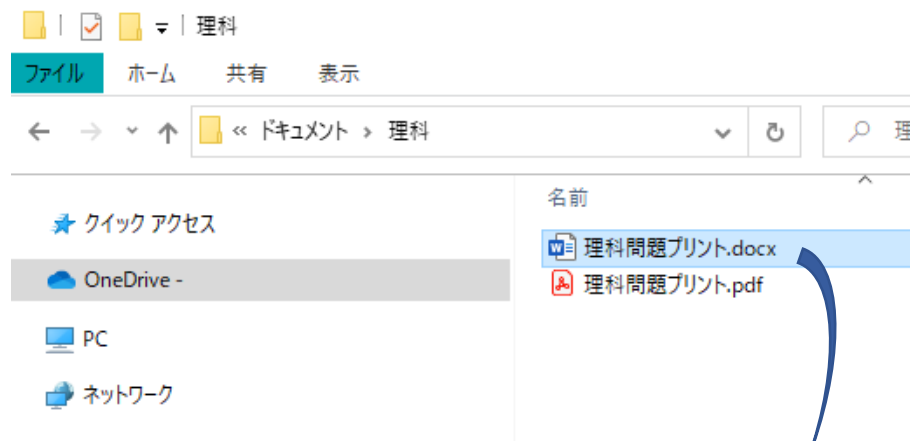 理科
ファイル ホーム 共有 表示
« ドキュメント › 理科
理
名前
クイック アクセス
OneDrive -
PC
ネットワーク
理科問題プリント.docx
理科問題プリント.pdf